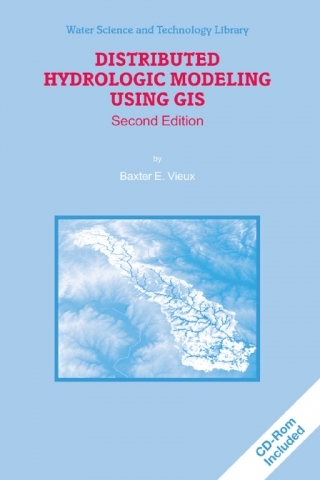 Water Science and Technology Library
DISTRIBUTED
HYDROLOGIC MODELING
USING GIS
Second Edition
by
Baxter E. Vieux
CD-Rom
Included